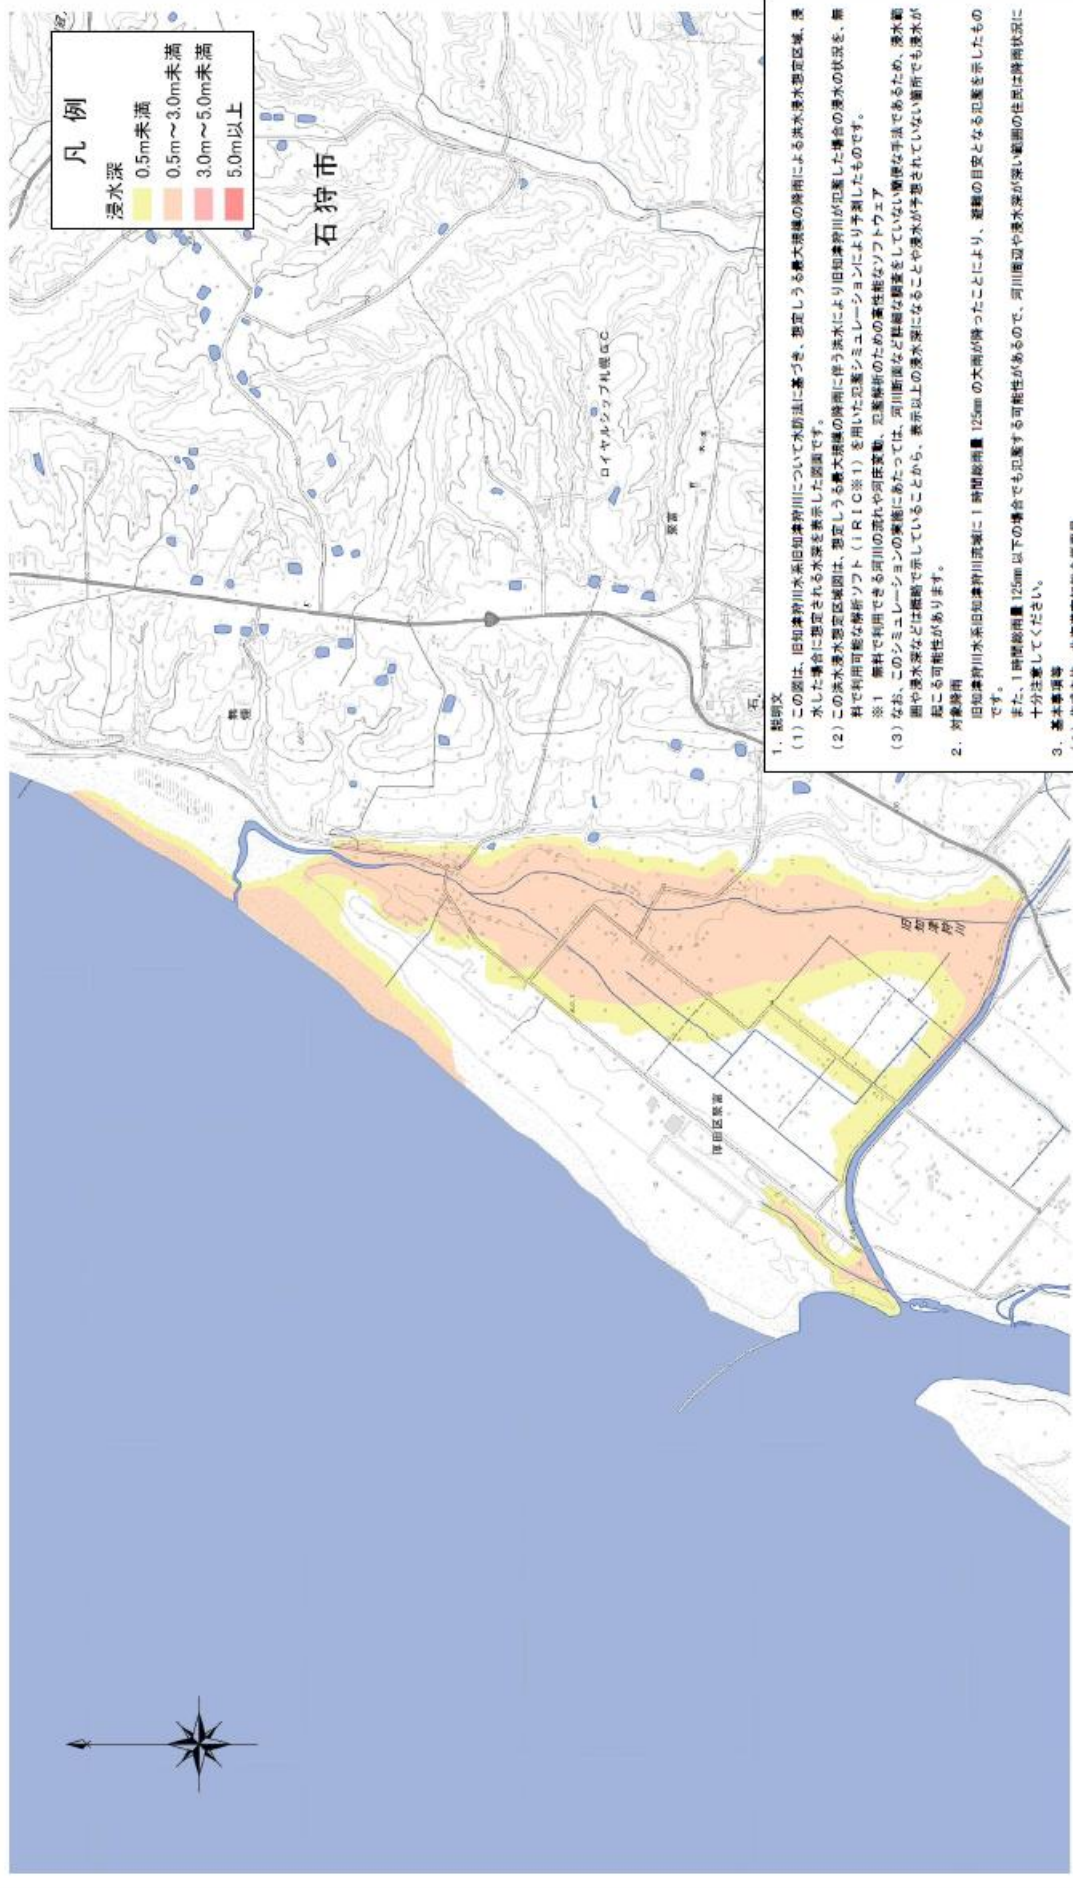 凡例
浸水深
0.5m未満
0.5m～3.0m未満
3.0m～5.0m未満
5.0m以上
石狩市
ロイヤルシップ札幌GC
聚富
無煙
石
厚田区聚富
旧知津狩川
1. 説明文
(1) この図は、旧知津狩川水系旧知津狩川について水防法に基づき、想定しうる最大規模の降雨による洪水浸水想定区域、浸
水した場合に想定される水深を表示した図面です。
(2) この洪水浸水想定区域図は、想定しうる最大規模の降雨に伴う洪水により旧知津狩川が氾濫した場合の浸水の状況を、無
料で利用可能な解析ソフト（iRIC※1）を用いた氾濫シミュレーションにより予測したものです。
※1 無料で利用できる河川の流れや河床変動、氾濫解析のための高性能なソフトウェア
(3) なお、このシミュレーションの実施にあたっては、河川断面など詳細な調査をしていない簡便な手法であるため、浸水範
囲や浸水深などは概略で示していることから、表示以上の浸水深になることや浸水が予想されていない箇所でも浸水が
起こる可能性があります。
2. 対象降雨
旧知津狩川水系旧知津狩川流域に1時間総雨量125mmの大雨が降ったことにより、避難の目安となる氾濫を示したもの
です。
また、1時間総雨量125mm以下の場合でも氾濫する可能性があるので、河川周辺や浸水深が深い範囲の住民は降雨状況に
十分注意してください。
3. 基本事項等